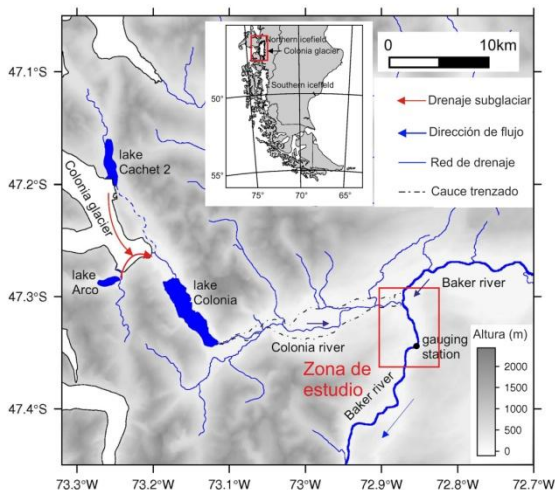 47.1°S
47.2°S
47.3°S
47.4°S
73.3°W
73.2°W
73.1°W
73°W
72.9°W
72.8°W
72.7°W
Northern icefield
Colonia glacier
Southern icefield
50°
55°
75°
70°
65°
0
10km
Drenaje subglaciar
Dirección de flujo
Red de drenaje
Cauce trenzado
lake
Cachet 2
Colonia glacier
lake
Arco
lake
Colonia
Colonia river
Baker river
gauging
station
Zona de
estudio
Baker river
Altura (m)
2000
1500
1000
500
0